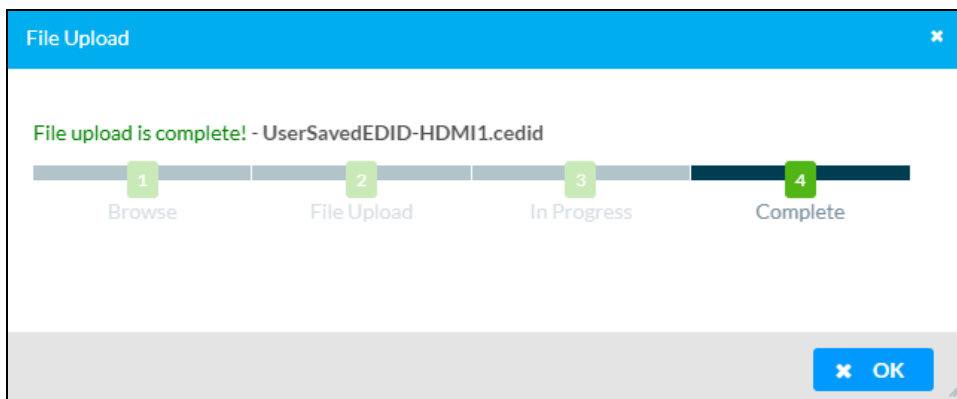 File Upload
File upload is complete! - UserSavedEDID-HDMI1.cedid
1 2 3 4
Browse File Upload In Progress Complete
OK